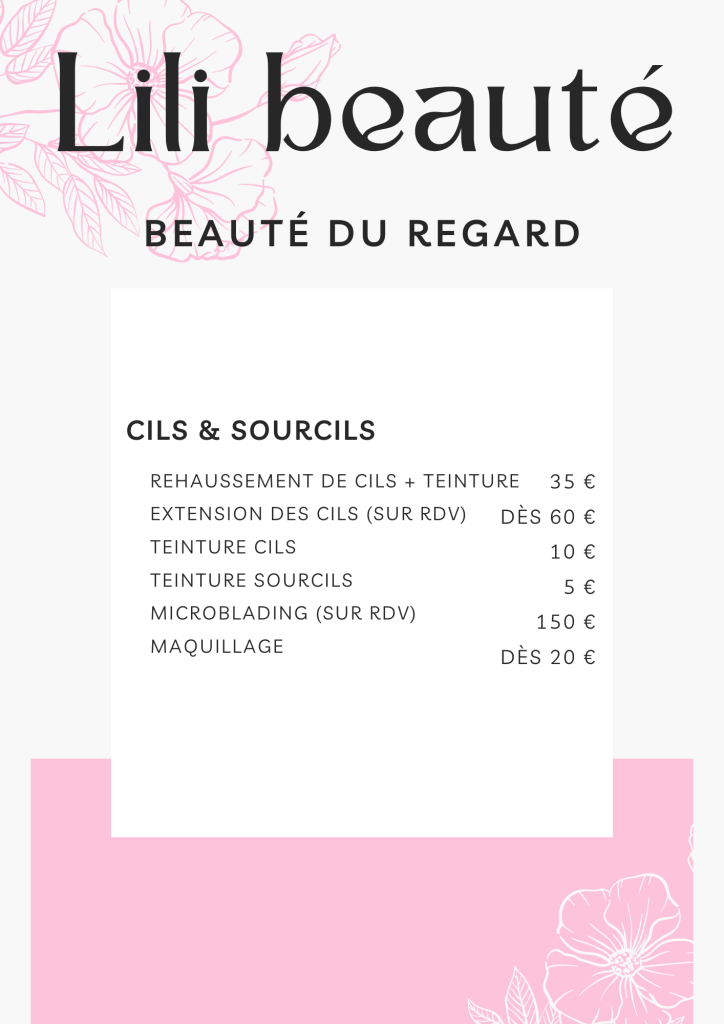 Lili beauté
BEAUTÉ DU REGARD
CILS & SOURCILS
REHAUSSEMENT DE CILS + TEINTURE 35 €
EXTENSION DES CILS (SUR RDV) DÈS 60 €
TEINTURE CILS 10 €
TEINTURE SOURCILS 5 €
MICROBLADING (SUR RDV) 150 €
MAQUILLAGE DÈS 20 €